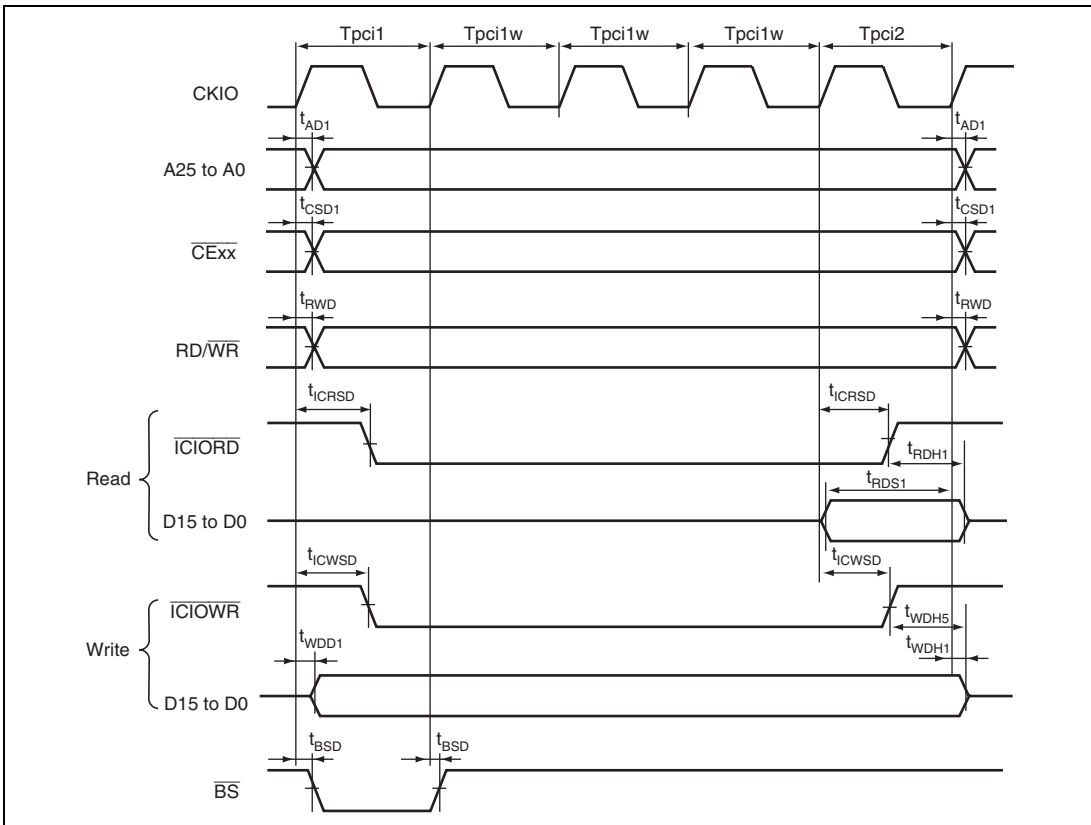 Tpci1 Tpci1w Tpci1w Tpci1w Tpci2
CKIO
tAD1 tAD1
A25 to A0
tCSD1 tCSD1
CExx
tRWD tRWD
RD/WR
tICRSD tICRSD
ICIORD
tRDH1
Read
tRDS1
D15 to D0
tICWSD tICWSD
ICIOWR
tWDH5
Write
tWDD1 tWDH1
D15 to D0
tBSD tBSD
BS